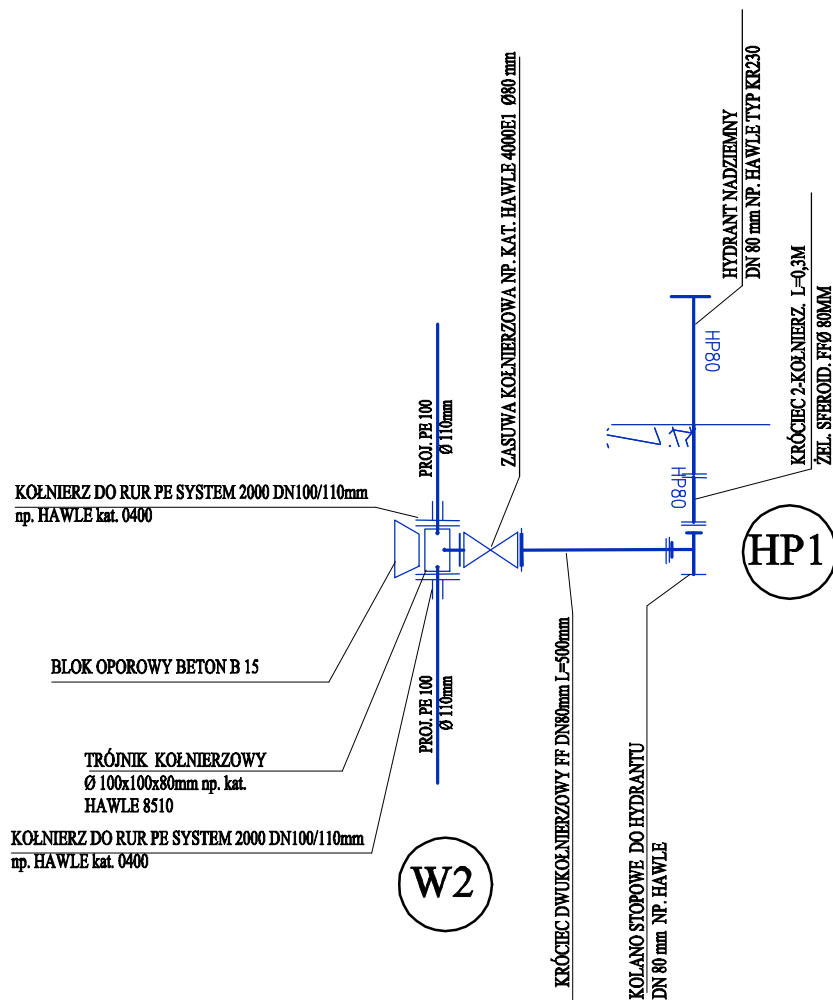 KOŁNIERZ DO RUR PE SYSTEM 2000 DN100/110mm
np. HAWLE kat. 0400
BLOK OPOROWY BETON B 15
TRÓJNIK KOŁNIERZOWY
Ø 100x100x80mm np. kat.
HAWLE 8510
KOŁNIERZ DO RUR PE SYSTEM 2000 DN100/110mm
np. HAWLE kat. 0400
PROJ. PE 100
Ø 110mm
PROJ. PE 100
Ø 110mm
W2
ZASUWA KOŁNIERZOWA NP. KAT. HAWLE 4000E1 Ø80 mm
KRÓCIEC DWUKOŁNIERZOWY FF DN80mm L=500mm
KOLANO STOPOWE DO HYDRANTU
DN 80 mm NP. HAWLE
HYDRANT NADZIEMNY
DN 80 mm NP. HAWLE TYP KR230
HP80
HP80
KRÓCIEC 2-KOŁNIERZ. L=0,3M
ŻEL. SFEROID. FFØ 80MM
HP1